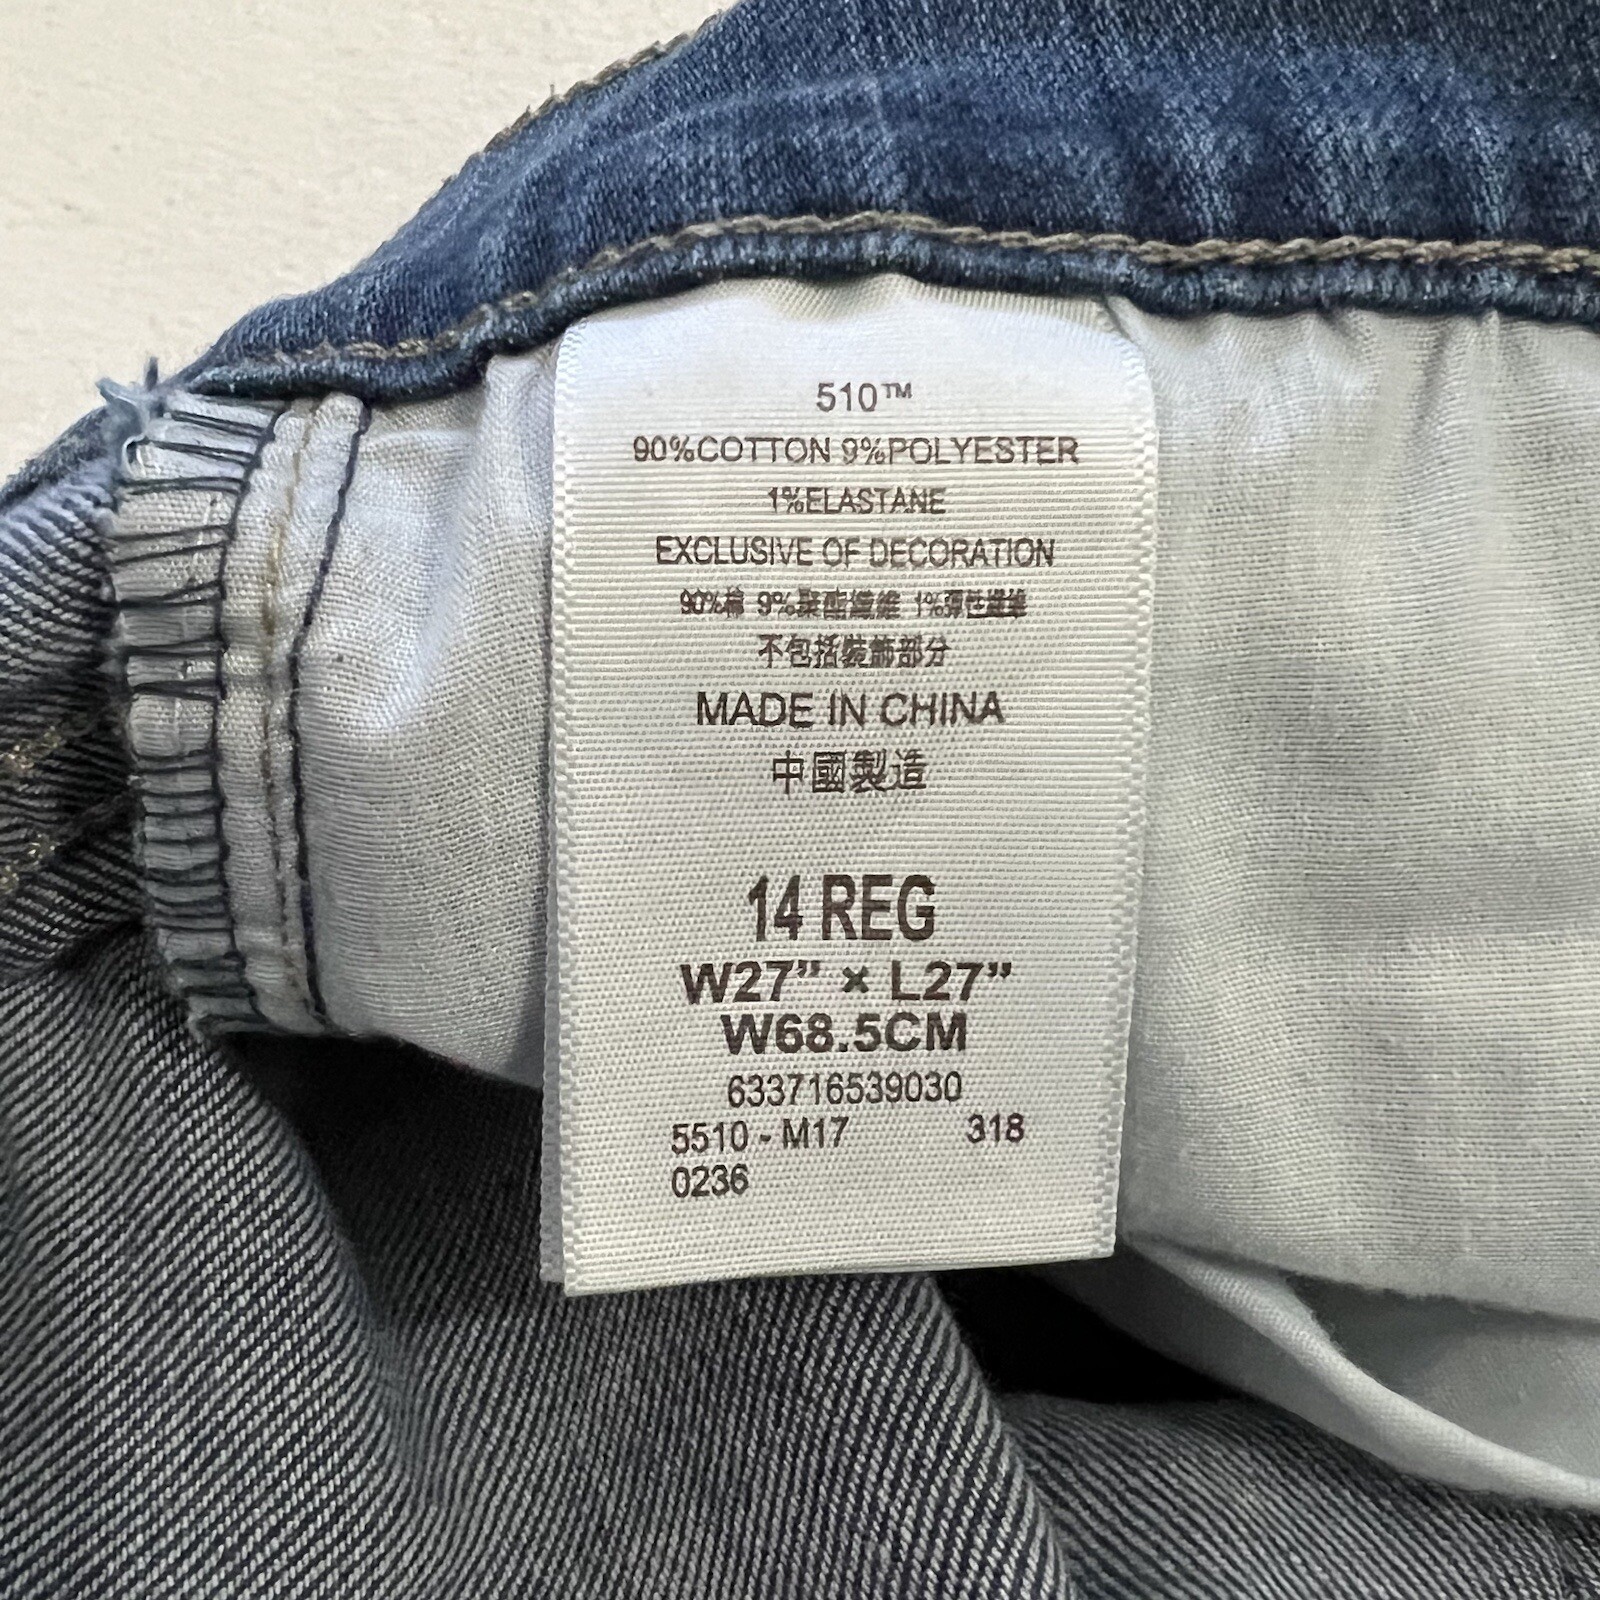 510™
90%COTTON 9%POLYESTER
1%ELASTANE
EXCLUSIVE OF DECORATION
90%棉 9%聚酯纖維 1%彈性纖維
不包括裝飾部分
MADE IN CHINA
中國製造
14 REG
W27" × L27"
W68.5CM
633716539030
5510 - M17 318
0236